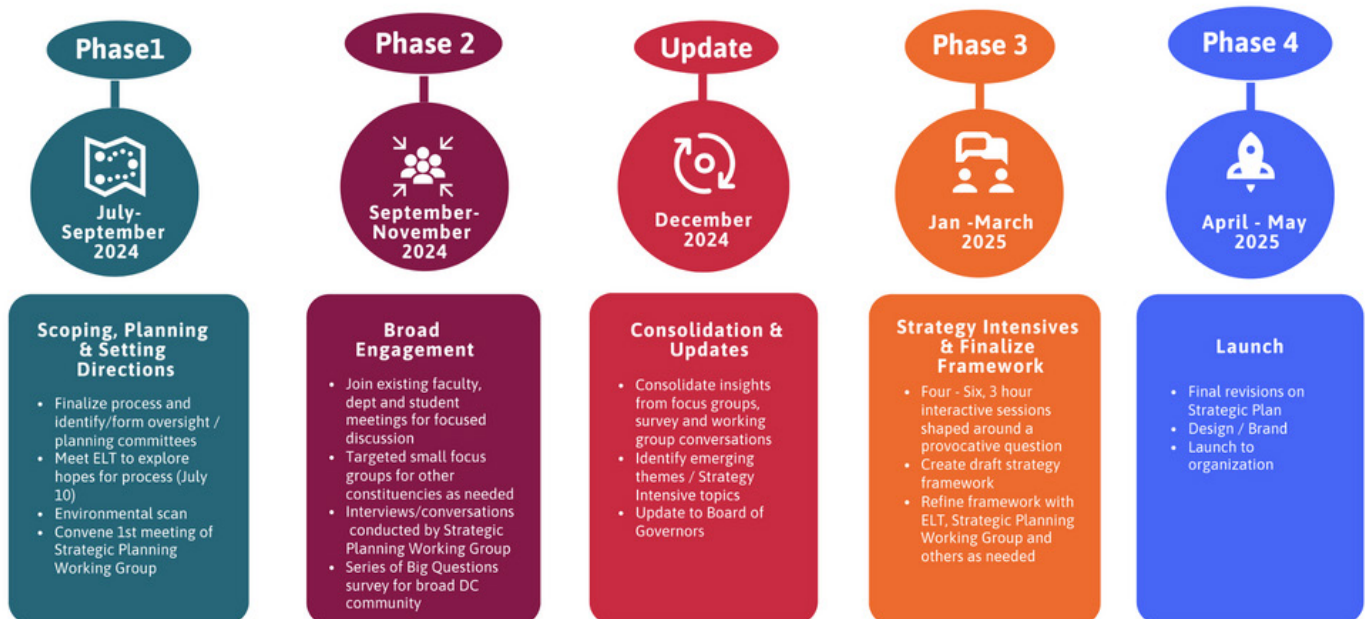 Phase1
July-
September
2024
Scoping, Planning
& Setting
Directions
• Finalize process and
identify/form oversight /
planning committees
• Meet ELT to explore
hopes for process (July
10)
• Environmental scan
• Convene 1st meeting of
Strategic Planning
Working Group
Phase 2
September-
November
2024
Broad
Engagement
• Join existing faculty,
dept and student
meetings for focused
discussion
• Targeted small focus
groups for other
constituencies as needed
• Interviews/conversations
conducted by Strategic
Planning Working Group
• Series of Big Questions
survey for broad DC
community
Update
December
2024
Consolidation &
Updates
• Consolidate insights
from focus groups,
survey and working
group conversations
• Identify emerging
themes / Strategy
Intensive topics
• Update to Board of
Governors
Phase 3
Jan -March
2025
Strategy Intensives
& Finalize
Framework
• Four - Six, 3 hour
interactive sessions
shaped around a
provocative question
• Create draft strategy
framework
• Refine framework with
ELT, Strategic Planning
Working Group and
others as needed
Phase 4
April - May
2025
Launch
• Final revisions on
Strategic Plan
• Design / Brand
• Launch to
organization